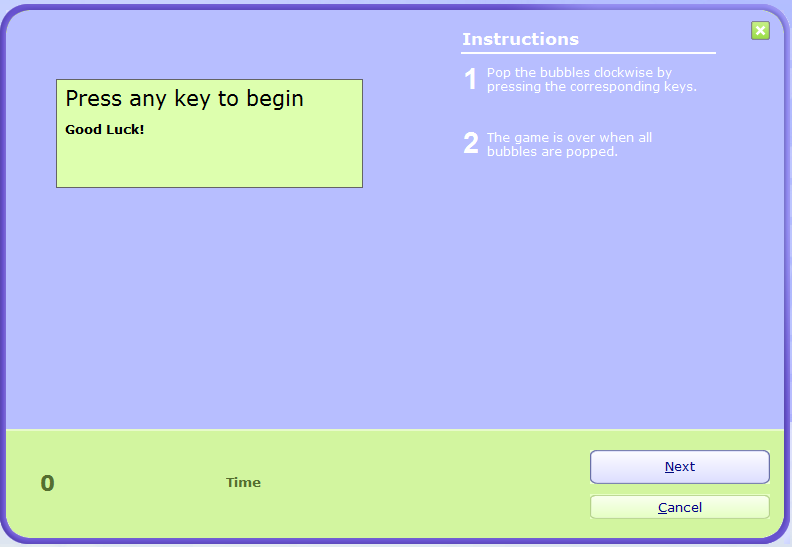 Press any key to begin
Good Luck!
Instructions
1 Pop the bubbles clockwise by
pressing the corresponding keys.
2 The game is over when all
bubbles are popped.
0
Time
Next
Cancel